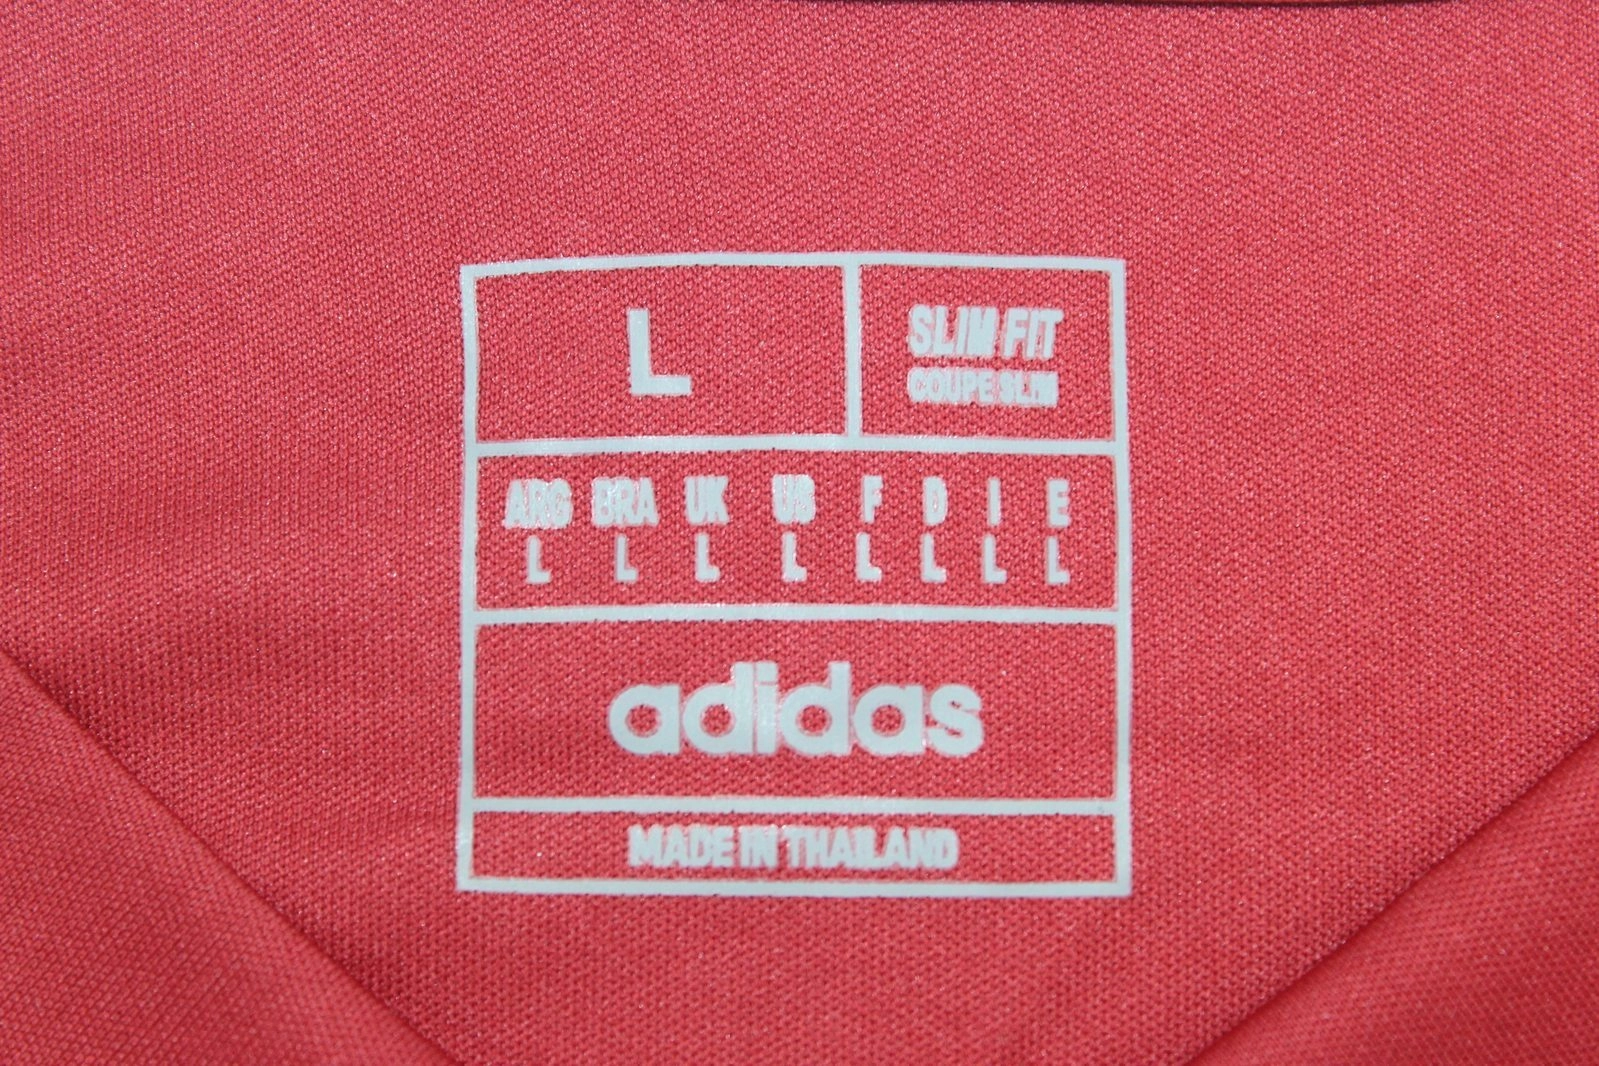 L
SLIM FIT
COUPE SLIM
ARG BRA UK US F D I E
L L L L L L L L
adidas
MADE IN THAILAND